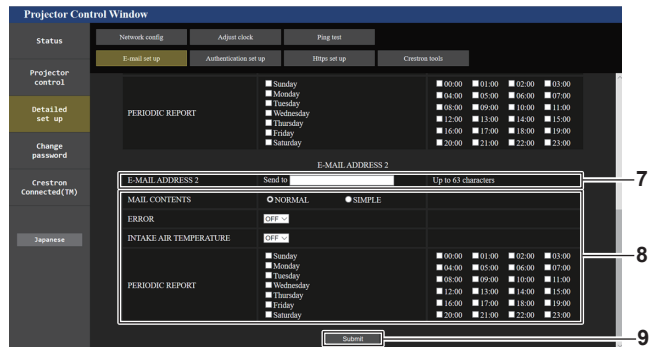 Projector Control Window
Status
Projector
control
Detailed
set up
Change
password
Crestron
Connected(TM)
Japanese
Network config Adjust clock Ping test
E-mail set up Authentication set up Https set up Crestron tools
PERIODIC REPORT
Sunday
Monday
Tuesday
Wednesday
Thursday
Friday
Saturday
00:00 01:00 02:00 03:00
04:00 05:00 06:00 07:00
08:00 09:00 10:00 11:00
12:00 13:00 14:00 15:00
16:00 17:00 18:00 19:00
20:00 21:00 22:00 23:00
E-MAIL ADDRESS 2
E-MAIL ADDRESS 2 Send to Up to 63 characters
7
MAIL CONTENTS NORMAL SIMPLE
ERROR OFF
INTAKE AIR TEMPERATURE OFF
8
PERIODIC REPORT
Sunday
Monday
Tuesday
Wednesday
Thursday
Friday
Saturday
00:00 01:00 02:00 03:00
04:00 05:00 06:00 07:00
08:00 09:00 10:00 11:00
12:00 13:00 14:00 15:00
16:00 17:00 18:00 19:00
20:00 21:00 22:00 23:00
Submit
9